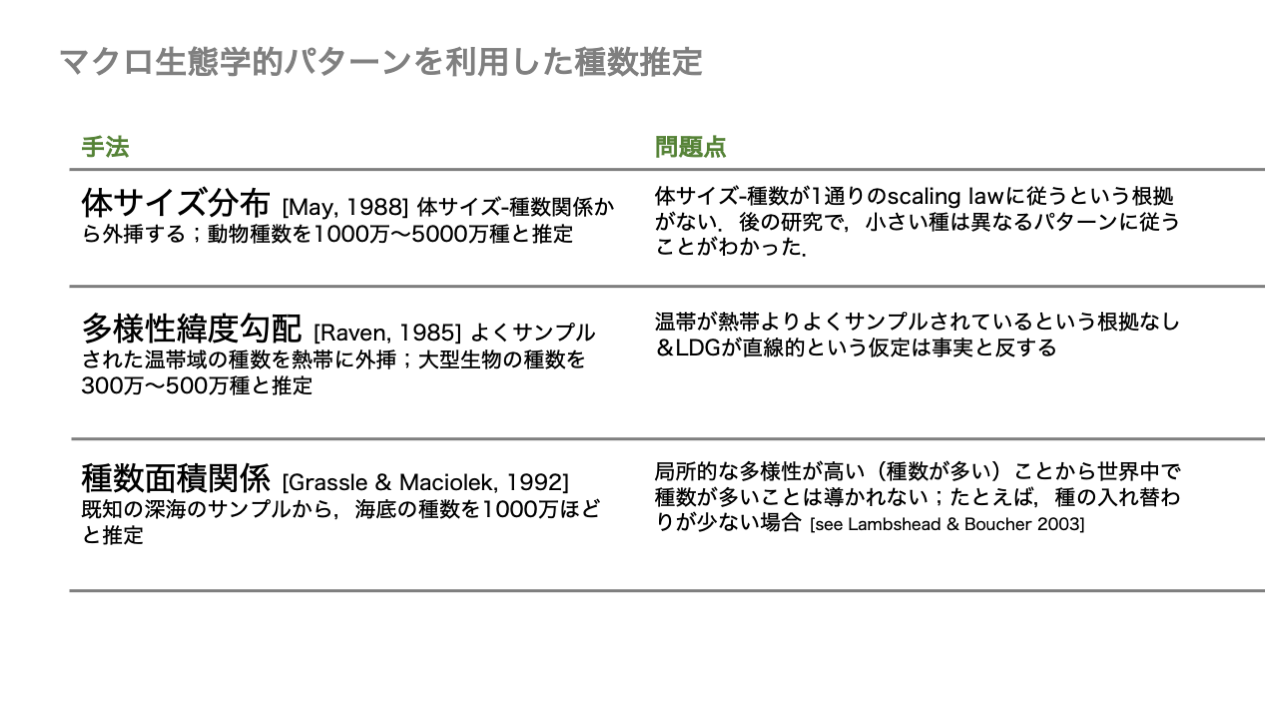 マクロ生態学的パターンを利用した種数推定
手法
問題点
体サイズ分布 [May, 1988] 体サイズ-種数関係か
ら外挿する；動物種数を1000万〜5000万種と推定
体サイズ-種数が1通りのscaling lawに従うという根拠
がない．後の研究で，小さい種は異なるパターンに従う
ことがわかった．
多様性緯度勾配 [Raven, 1985] よくサンプル
された温帯域の種数を熱帯に外挿；大型生物の種数を
300万〜500万種と推定
温帯が熱帯よりよくサンプルされているという根拠なし
＆LDGが直線的という仮定は事実と反する
種数面積関係 [Grassle & Maciolek, 1992]
既知の深海のサンプルから，海底の種数を1000万ほど
と推定
局所的な多様性が高い（種数が多い）ことから世界中で
種数が多いことは導かれない；たとえば，種の入れ替わ
りが少ない場合 [see Lambshead & Boucher 2003]